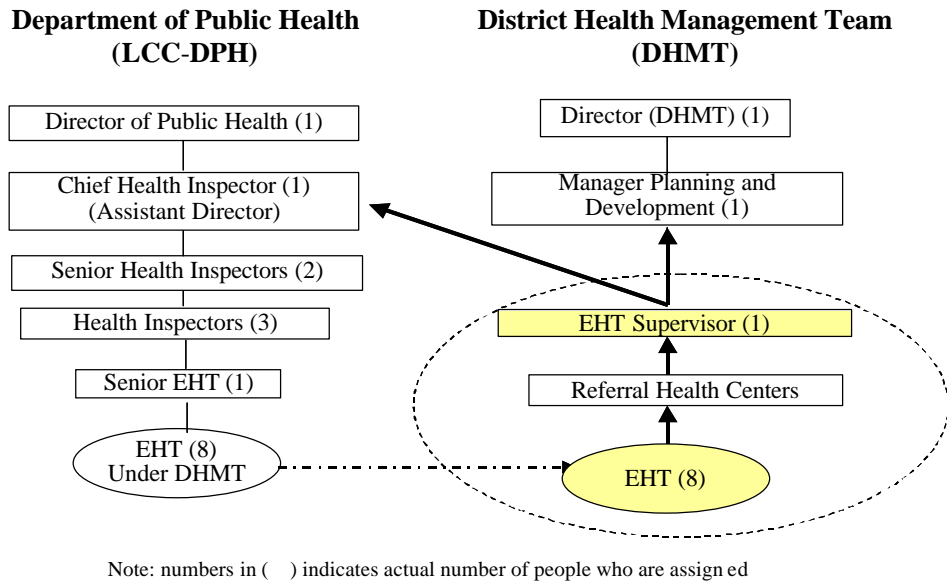 Department of Public Health
(LCC-DPH)
Director of Public Health (1)
Chief Health Inspector (1)
(Assistant Director)
Senior Health Inspectors (2)
Health Inspectors (3)
Senior EHT (1)
EHT (8)
Under DHMT
District Health Management Team
(DHMT)
Director (DHMT) (1)
Manager Planning and
Development (1)
EHT Supervisor (1)
Referral Health Centers
EHT (8)
Note: numbers in (    ) indicates actual number of people who are assign ed